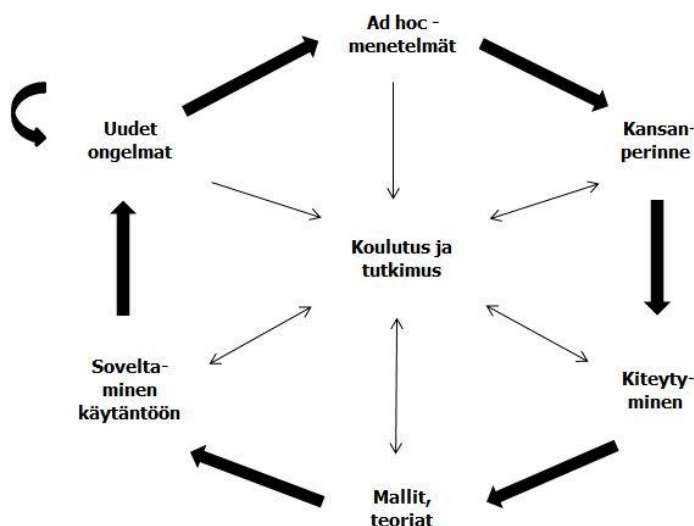 Ad hoc -
menetelmät
Kansan-
perinne
Uudet
ongelmat
Koulutus ja
tutkimus
Kiteyty-
minen
Sovelta-
minen
käytäntöön
Mallit,
teoriat